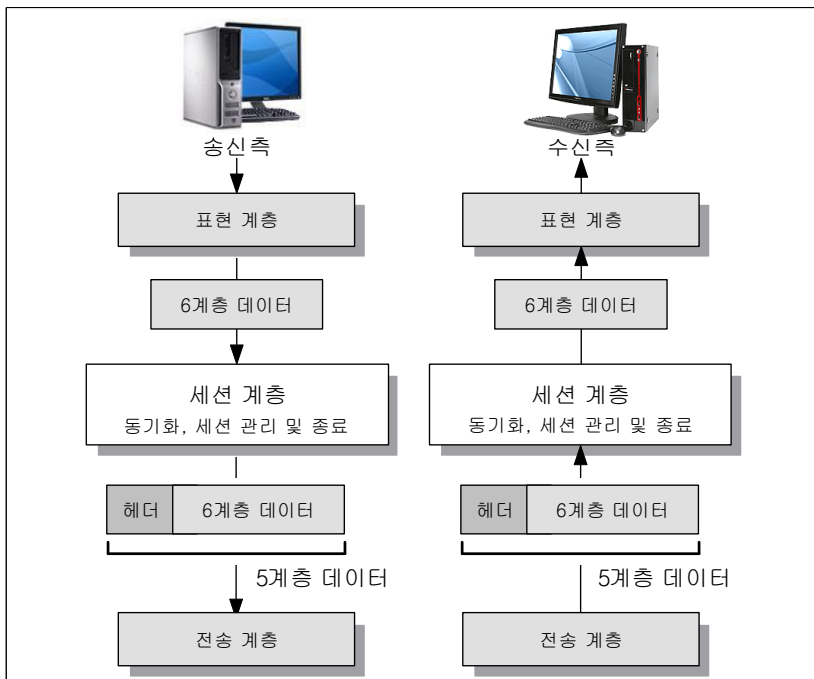 송신측
수신측
표현 계층
표현 계층
6계층 데이터
6계층 데이터
세션 계층
동기화, 세션 관리 및 종료
세션 계층
동기화, 세션 관리 및 종료
헤더
6계층 데이터
헤더
6계층 데이터
5계층 데이터
5계층 데이터
전송 계층
전송 계층